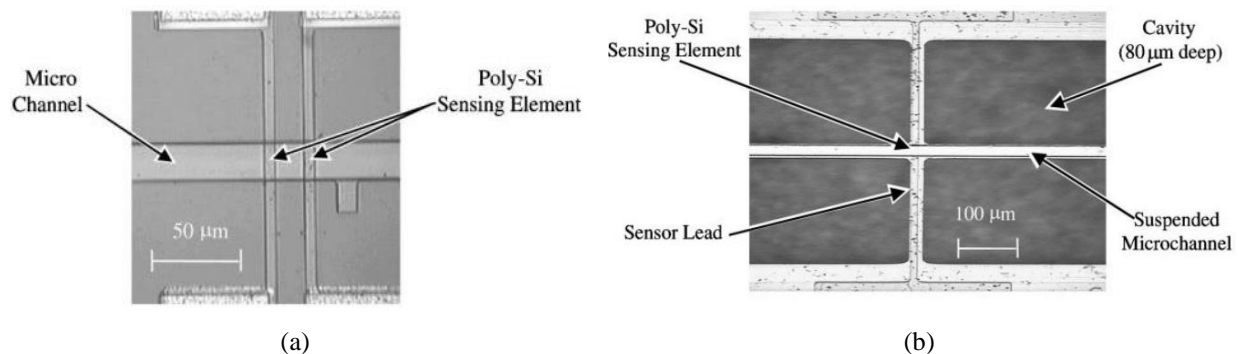 Micro
Channel
Poly-Si
Sensing Element
50 μm
(a)
Poly-Si
Sensing Element
Cavity
(80 μm deep)
Sensor Lead
100 μm
Suspended
Microchannel
(b)